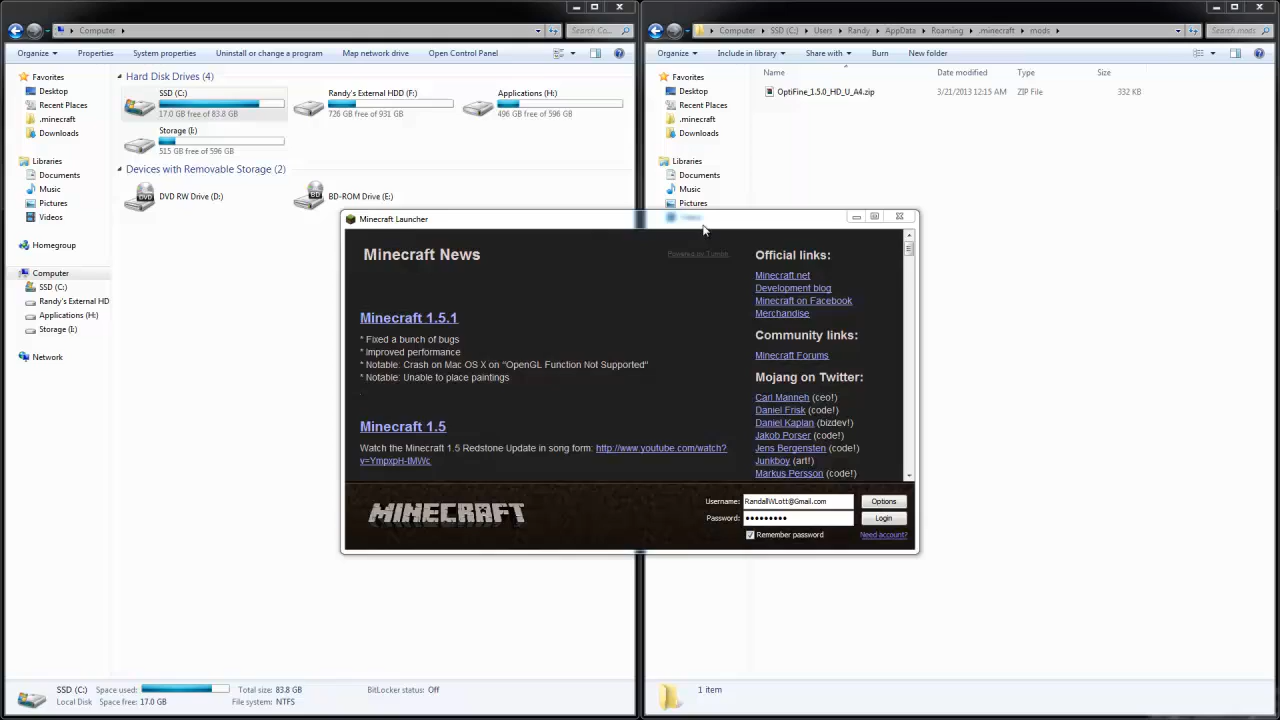 Computer
Search Co...
Organize
Properties
System properties
Uninstall or change a program
Map network drive
Open Control Panel
Favorites
Desktop
Recent Places
.minecraft
Downloads
Libraries
Documents
Music
Pictures
Videos
Homegroup
Computer
SSD (C:)
Randy's External HD
Applications (H:)
Storage (I:)
Network
Hard Disk Drives (4)
SSD (C:)
17.0 GB free of 83.8 GB
Randy's External HDD (F:)
726 GB free of 931 GB
Applications (H:)
496 GB free of 596 GB
Storage (I:)
515 GB free of 596 GB
Devices with Removable Storage (2)
DVD RW Drive (D:)
BD-ROM Drive (E:)
SSD (C:) Space used: Total size: 83.8 GB BitLocker status: Off
Local Disk Space free: 17.0 GB File system: NTFS
Computer SSD (C:) Users Randy AppData Roaming .minecraft mods
Search mods
Organize
Include in library
Share with
Burn
New folder
Favorites
Desktop
Recent Places
.minecraft
Downloads
Libraries
Documents
Music
Pictures
Name Date modified Type Size
OptiFine_1.5.0_HD_U_A4.zip 3/21/2013 12:15 AM ZIP File 332 KB
1 item
Minecraft Launcher
Minecraft News
Powered by Tumblr
Minecraft 1.5.1
* Fixed a bunch of bugs
* Improved performance
* Notable: Crash on Mac OS X on "OpenGL Function Not Supported"
* Notable: Unable to place paintings
Minecraft 1.5
Watch the Minecraft 1.5 Redstone Update in song form: http://www.youtube.com/watch?
v=YmpxpH-tMWc
Official links:
Minecraft.net
Development blog
Minecraft on Facebook
Merchandise
Community links:
Minecraft Forums
Mojang on Twitter:
Carl Manneh (ceo!)
Daniel Frisk (code!)
Daniel Kaplan (bizdev!)
Jakob Porser (code!)
Jens Bergensten (code!)
Junkboy (art!)
Markus Persson (code!)
MINECRAFT
Username: RandallWLott@Gmail.com Options
Password: ●●●●●●●●● Login
Remember password Need account?